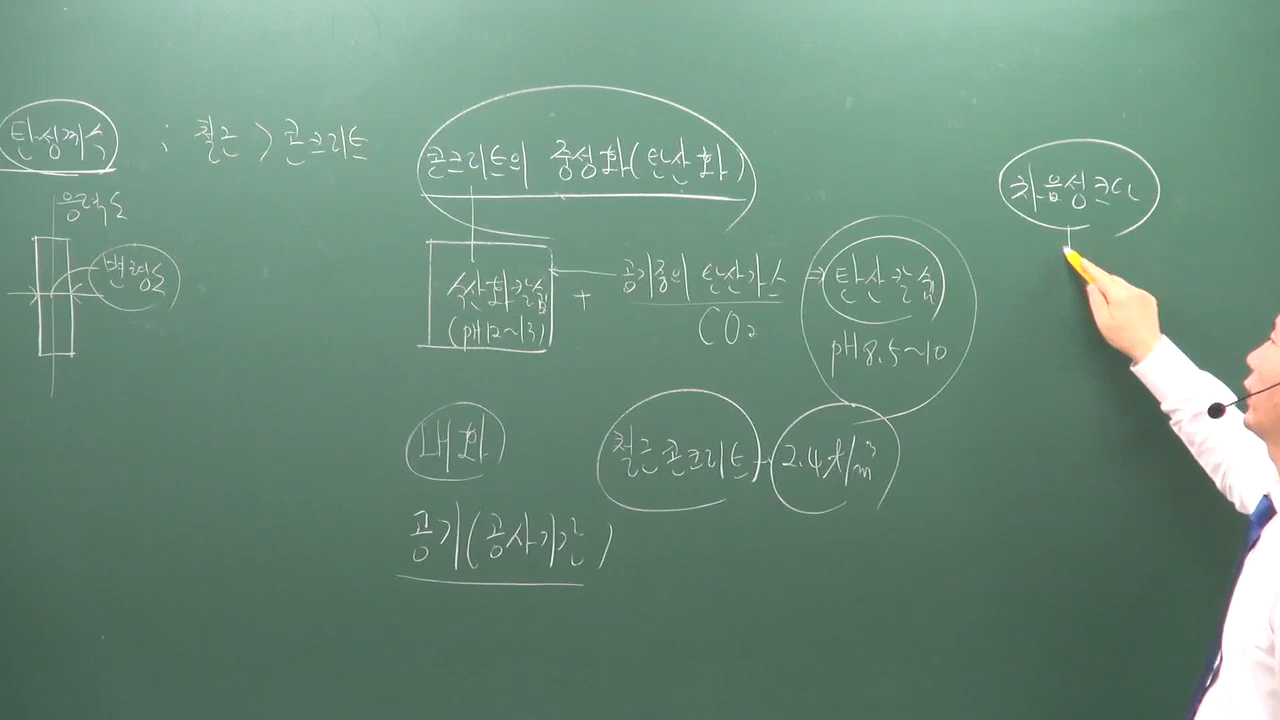 탄성계수 ; 철근 > 콘크리트
응력도
변형도
콘크리트의 중성화(탄산화)
수산화칼슘 + 공기중의 탄산가스 → 탄산칼슘
(pH12~13)
CO₂
pH 8.5~10
내화
철근콘크리트 → 2.4t/m³
공기(공사기간)
차음성